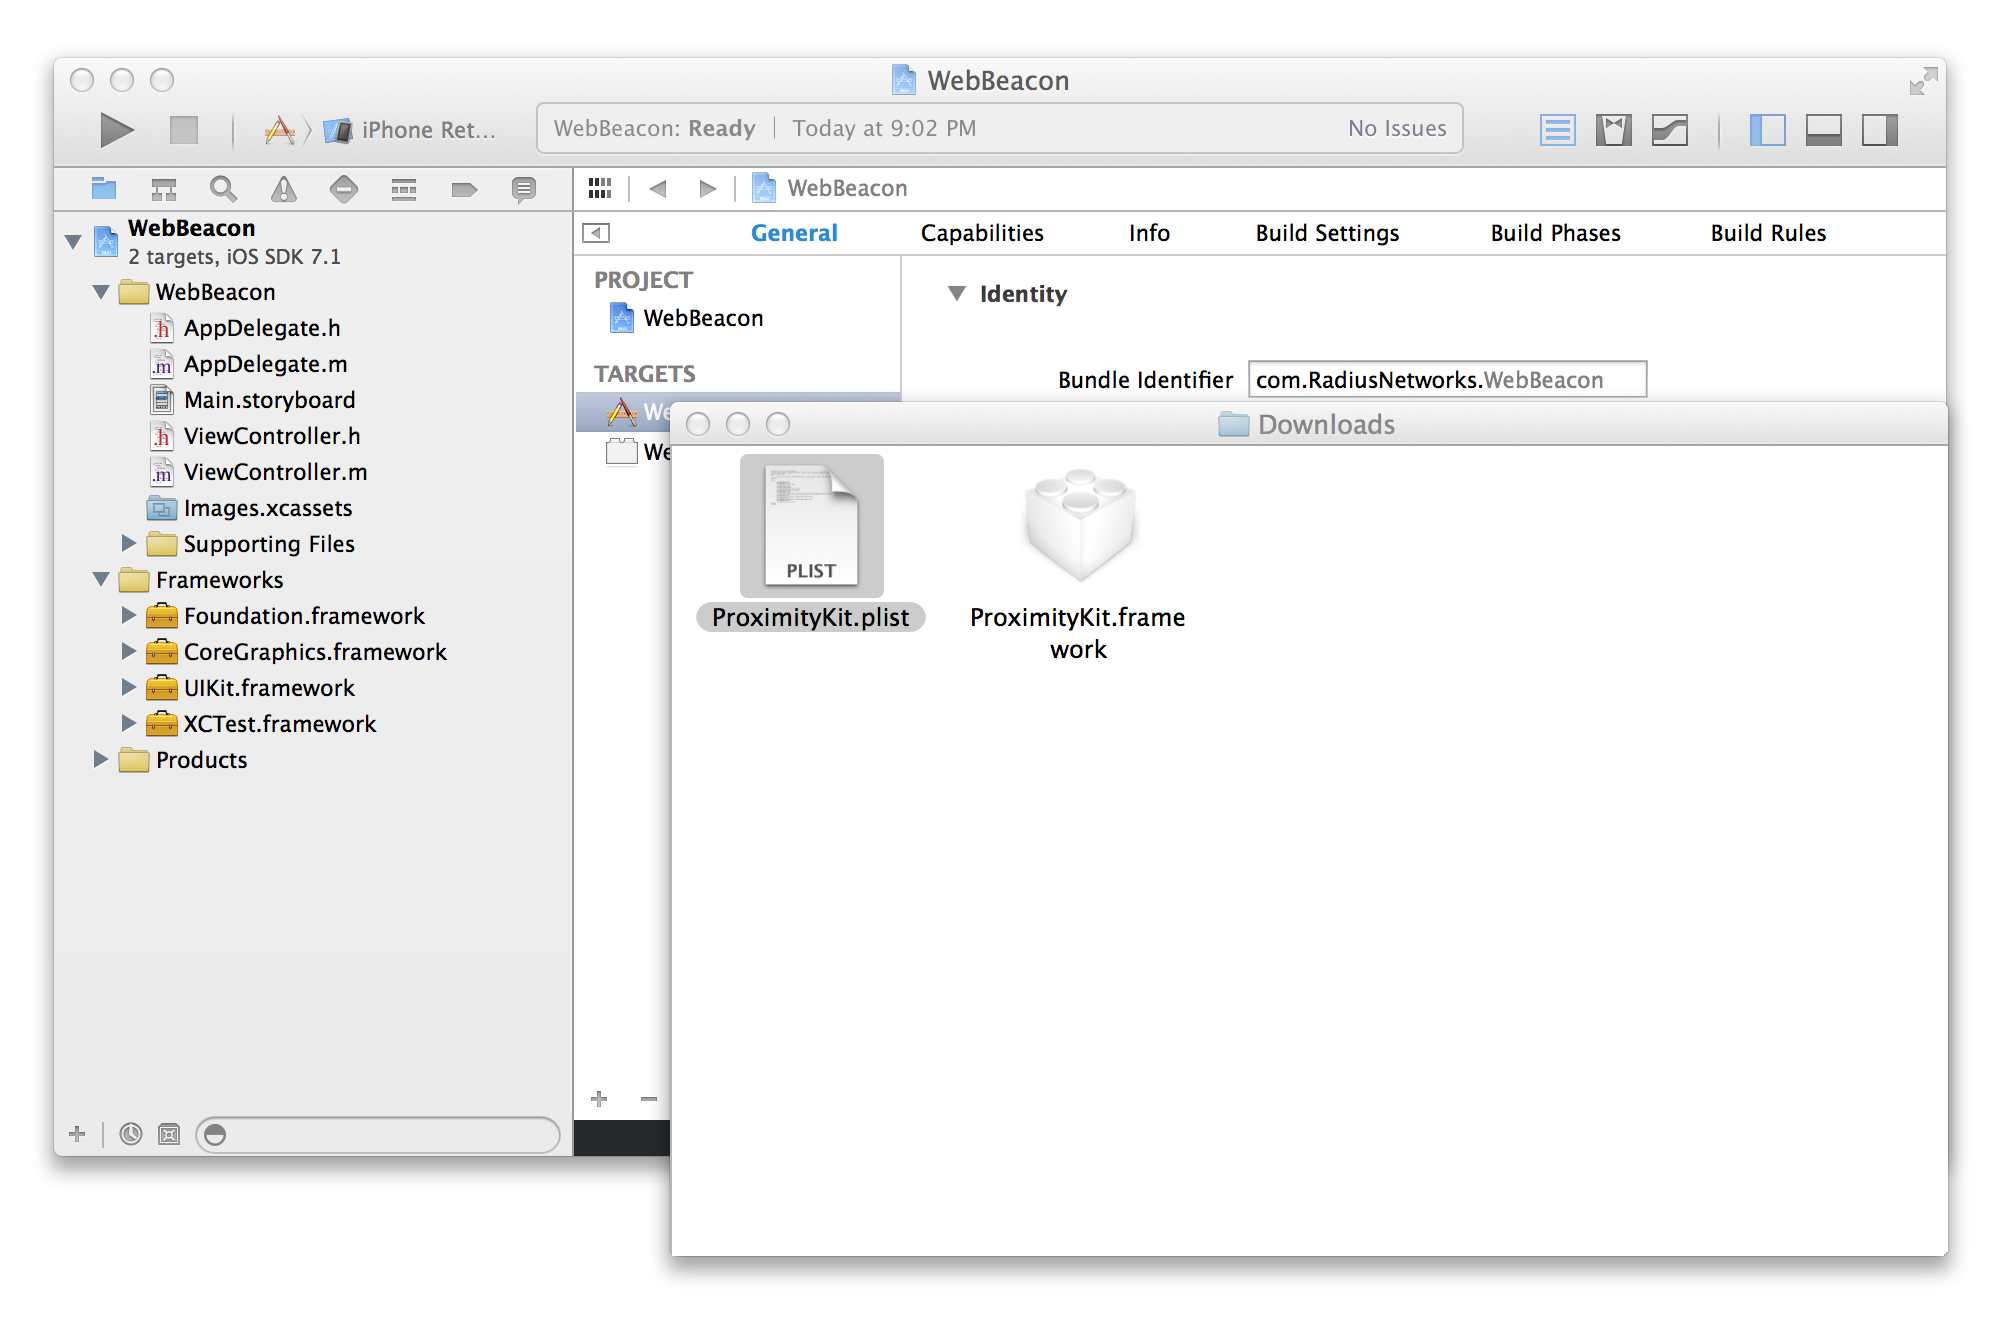 WebBeacon
iPhone Ret...
WebBeacon: Ready
Today at 9:02 PM
No Issues
WebBeacon
General
Capabilities
Info
Build Settings
Build Phases
Build Rules
WebBeacon
2 targets, iOS SDK 7.1
WebBeacon
AppDelegate.h
AppDelegate.m
Main.storyboard
ViewController.h
ViewController.m
Images.xcassets
Supporting Files
Frameworks
Foundation.framework
CoreGraphics.framework
UIKit.framework
XCTest.framework
Products
PROJECT
WebBeacon
TARGETS
We
We
Identity
Bundle Identifier
com.RadiusNetworks.WebBeacon
Downloads
PLIST
ProximityKit.plist
ProximityKit.frame
work